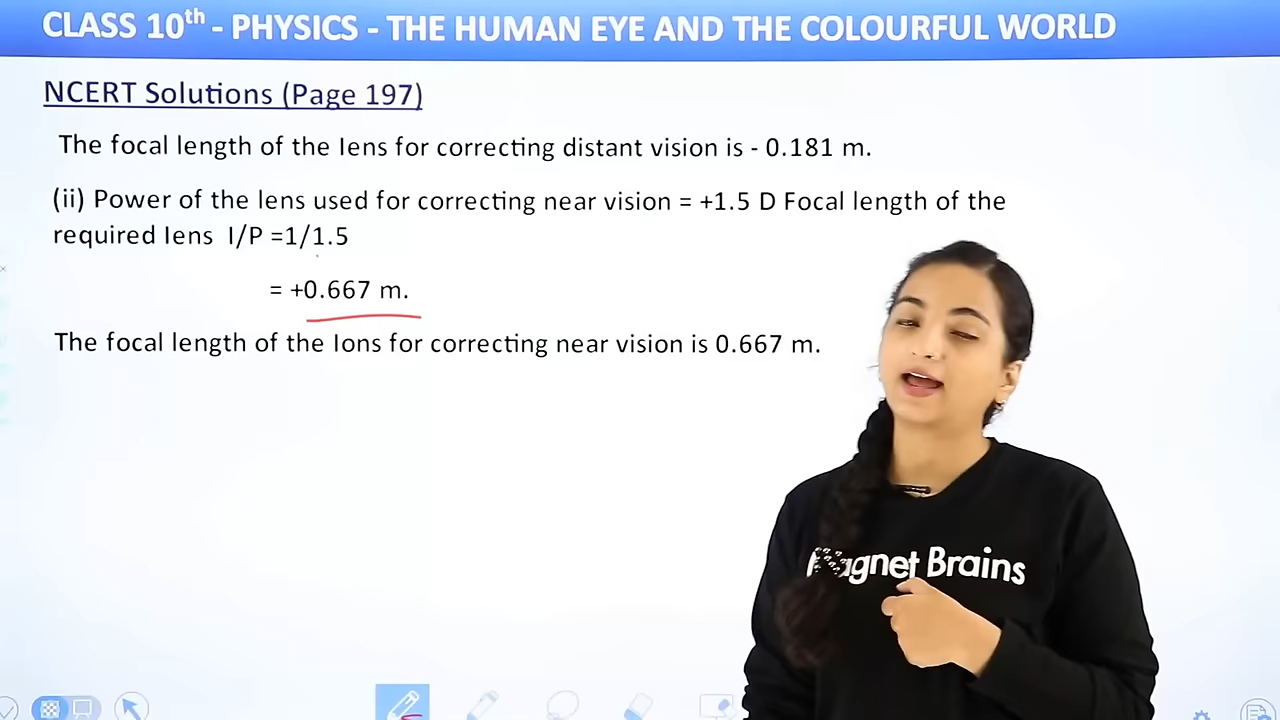 CLASS 10th - PHYSICS - THE HUMAN EYE AND THE COLOURFUL WORLD
NCERT Solutions (Page 197)
The focal length of the Iens for correcting distant vision is - 0.181 m.
(ii) Power of the lens used for correcting near vision = +1.5 D Focal length of the
required Iens I/P =1/1.5
= +0.667 m.
The focal length of the Ions for correcting near vision is 0.667 m.
Magnet Brains